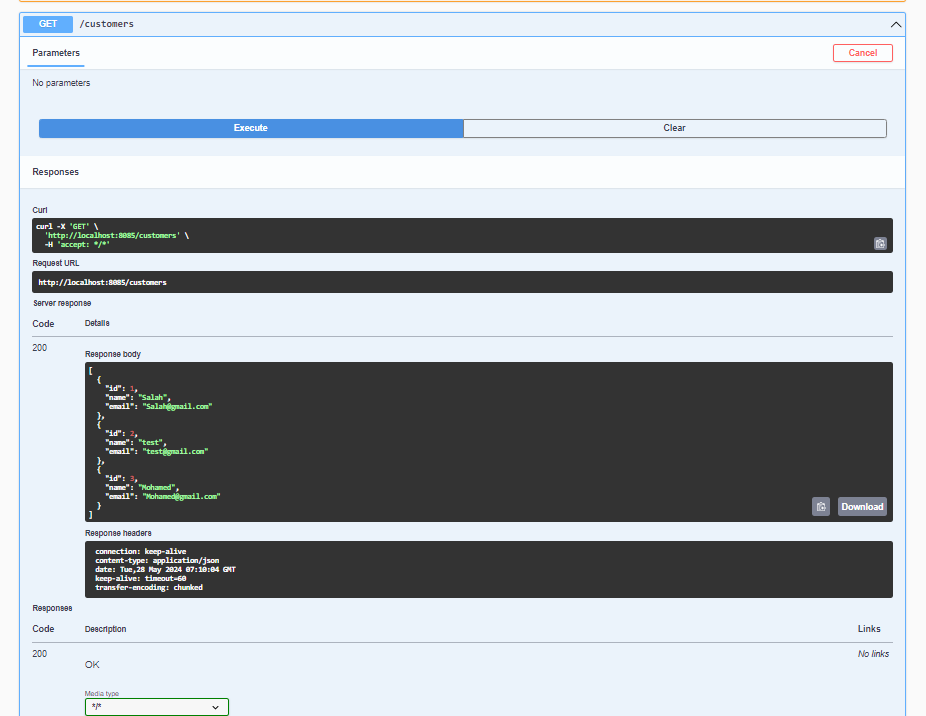 GET /customers
Parameters
Cancel
No parameters
Execute
Clear
Responses
Curl
curl -X 'GET' \
'http://localhost:8085/customers' \
-H 'accept: */*'
Request URL
http://localhost:8085/customers
Server response
Code Details
200
Response body
[
{
"id": 1,
"name": "Salah",
"email": "Salah@gmail.com"
},
{
"id": 2,
"name": "test",
"email": "test@gmail.com"
},
{
"id": 3,
"name": "Mohamed",
"email": "Mohamed@gmail.com"
}
]
Download
Response headers
connection: keep-alive
content-type: application/json
date: Tue,28 May 2024 07:10:04 GMT
keep-alive: timeout=60
transfer-encoding: chunked
Responses
Code Description Links
200 No links
OK
Media type
*/*